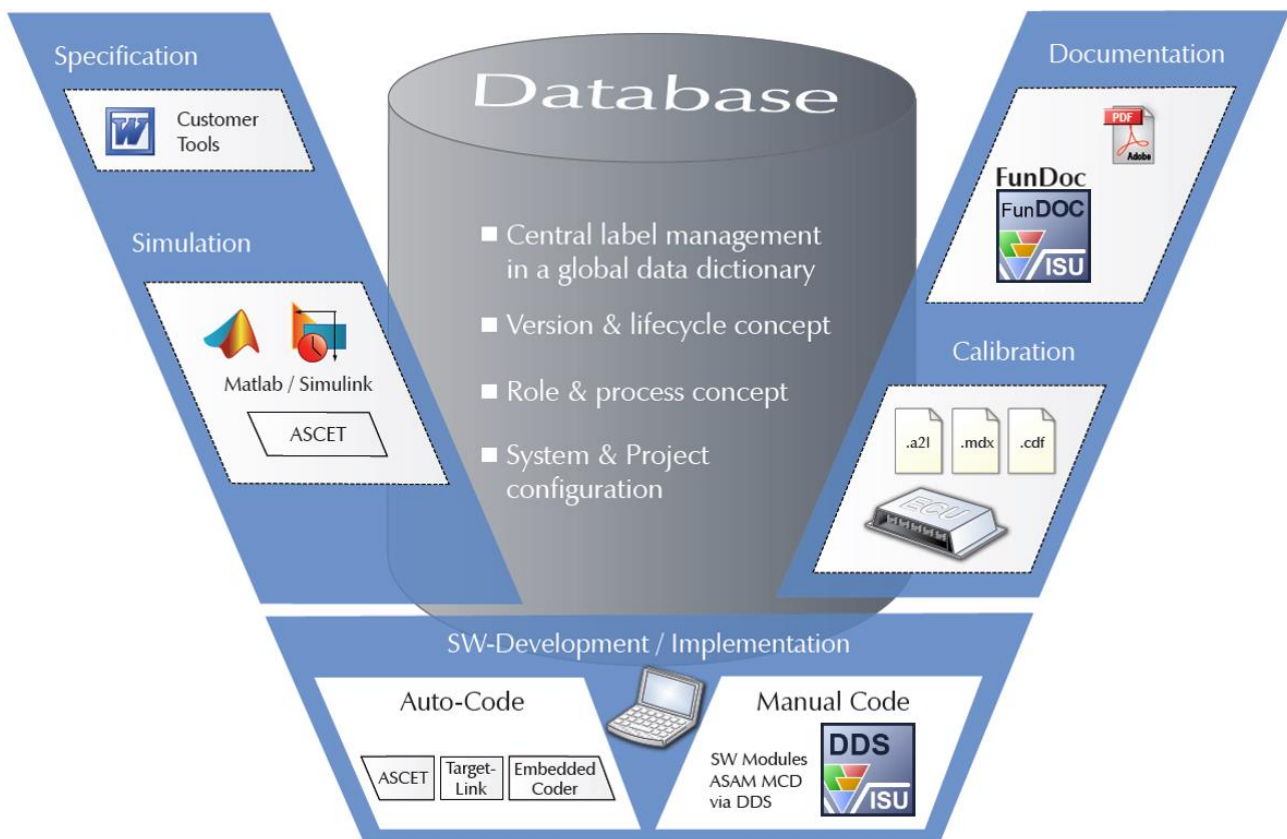 Specification
W
Customer
Tools
Simulation
Matlab / Simulink
ASCET
Database
■ Central label management
in a global data dictionary
■ Version & lifecycle concept
■ Role & process concept
■ System & Project
configuration
Documentation
PDF
Adobe
FunDoc
FunDOC
ISU
Calibration
.a2l
.mdx
.cdf
ECU
SW-Development / Implementation
Auto-Code
ASCET
Target-
Link
Embedded
Coder
Manual Code
SW Modules
ASAM MCD
via DDS
DDS
ISU